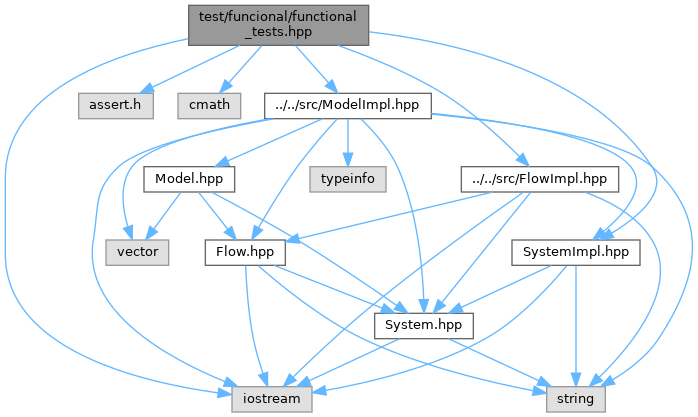 test/funcional/functional
_tests.hpp
assert.h
cmath
../../src/ModelImpl.hpp
Model.hpp
typeinfo
../../src/FlowImpl.hpp
vector
Flow.hpp
SystemImpl.hpp
System.hpp
iostream
string